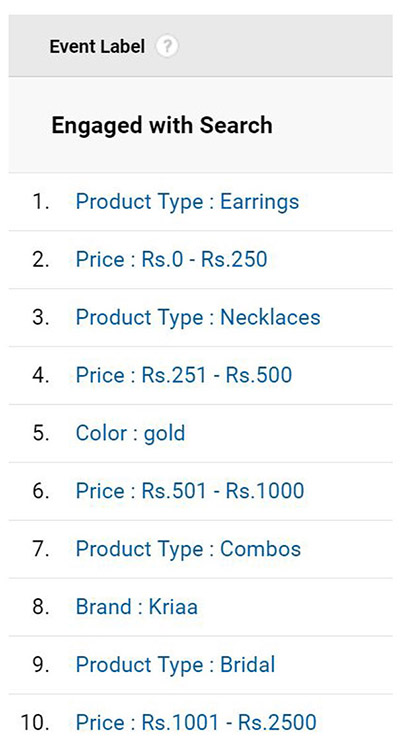 Event Label ?
Engaged with Search
1. Product Type : Earrings
2. Price : Rs.0 - Rs.250
3. Product Type : Necklaces
4. Price : Rs.251 - Rs.500
5. Color : gold
6. Price : Rs.501 - Rs.1000
7. Product Type : Combos
8. Brand : Kriaa
9. Product Type : Bridal
10. Price : Rs.1001 - Rs.2500